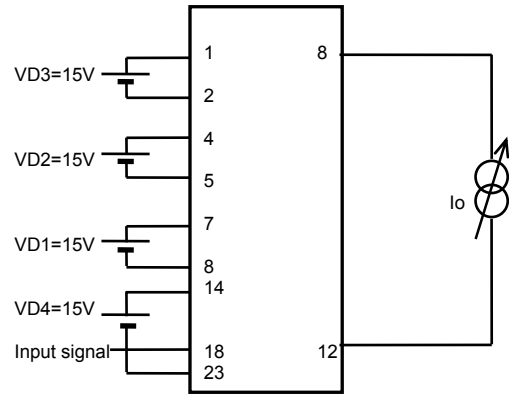 VD3=15V
1
2
8
VD2=15V
4
5
Io
VD1=15V
7
8
VD4=15V
14
Input signal
18
12
23